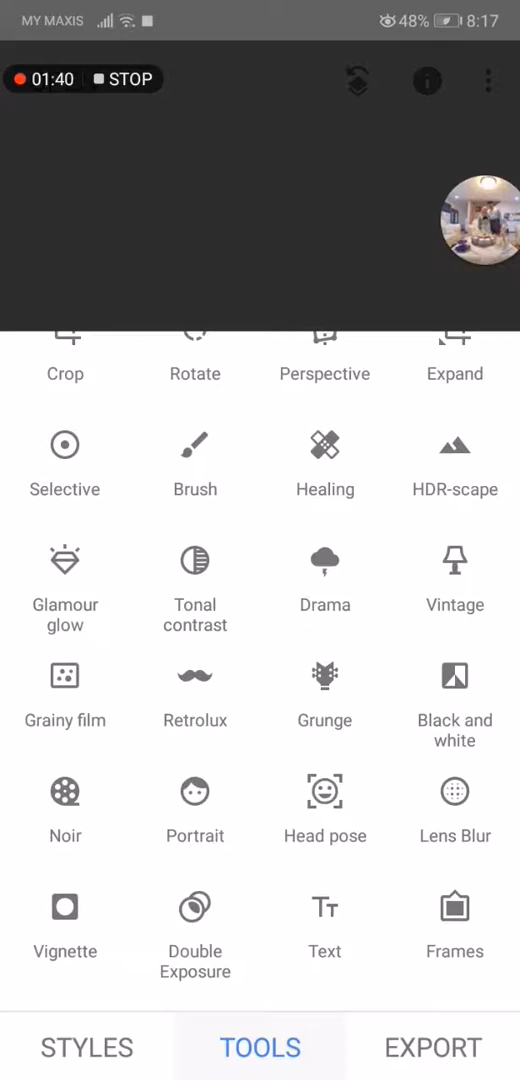 MY MAXIS 48% 8:17
01:40 STOP
Crop Rotate Perspective Expand
Selective Brush Healing HDR-scape
Glamour Tonal Drama Vintage
glow contrast
Grainy film Retrolux Grunge Black and
white
Noir Portrait Head pose Lens Blur
Vignette Double Text Frames
Exposure
STYLES TOOLS EXPORT